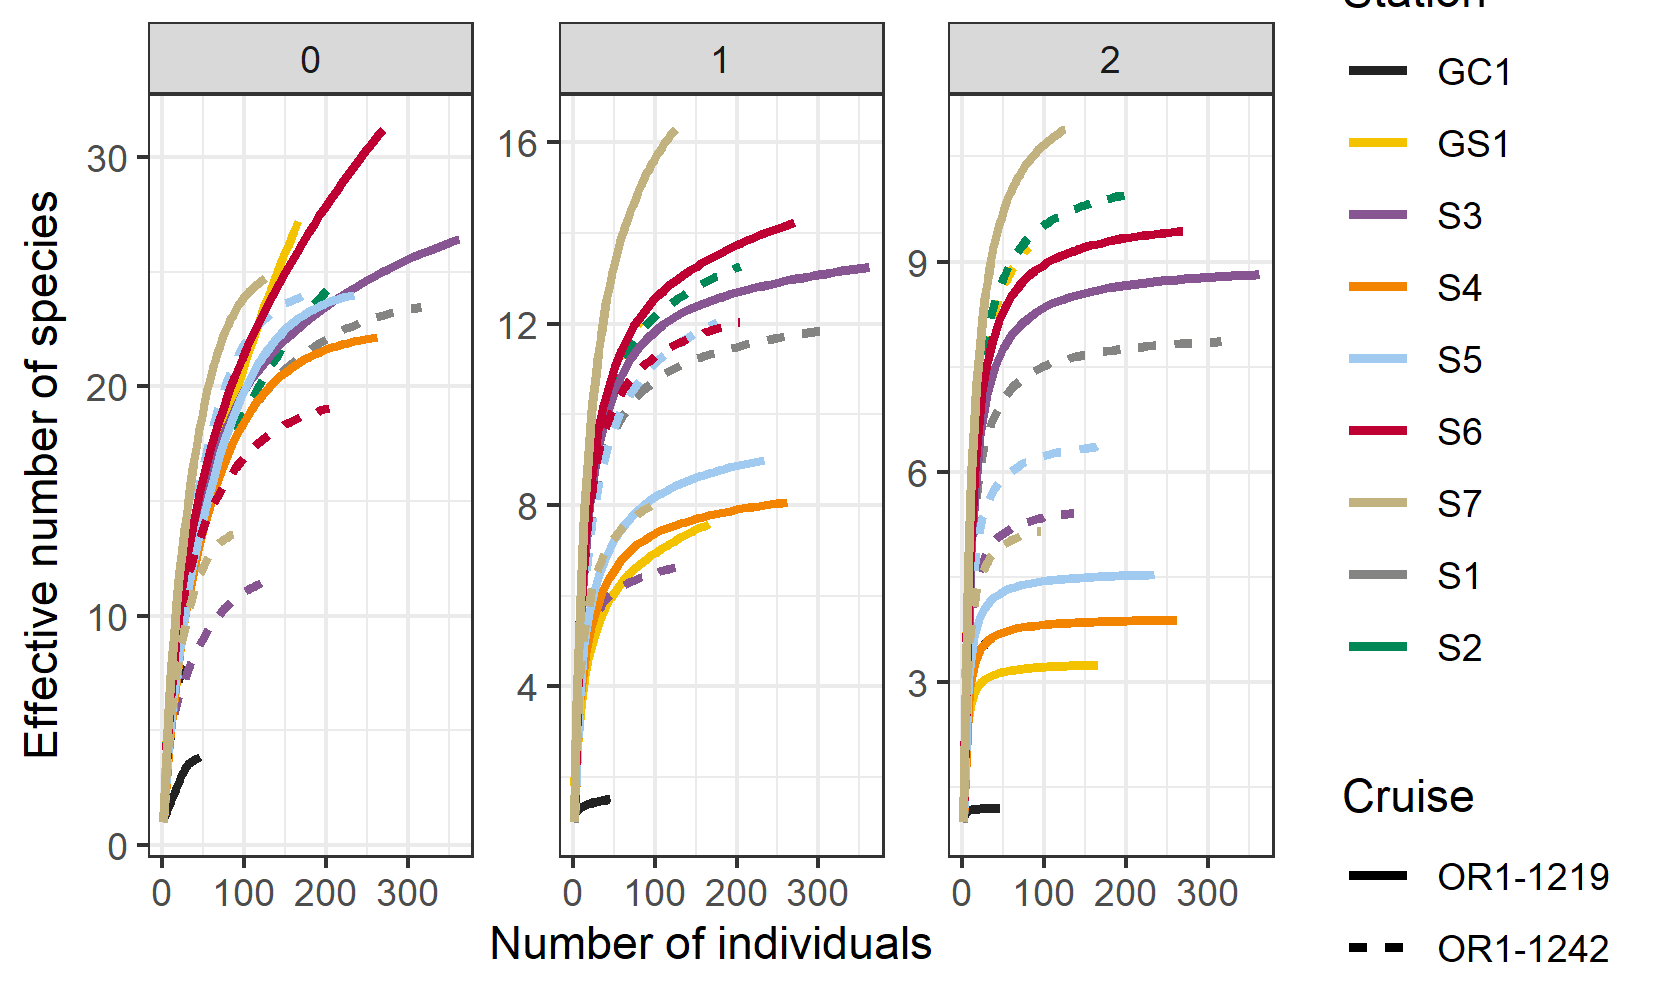 Station
0 1 2
GC1
GS1
S3
S4
S5
S6
S7
S1
S2
Cruise
OR1-1219
OR1-1242
Effective number of species
30
20
10
0
16
12
8
4
9
6
3
0 100 200 300
0 100 200 300
0 100 200 300
Number of individuals